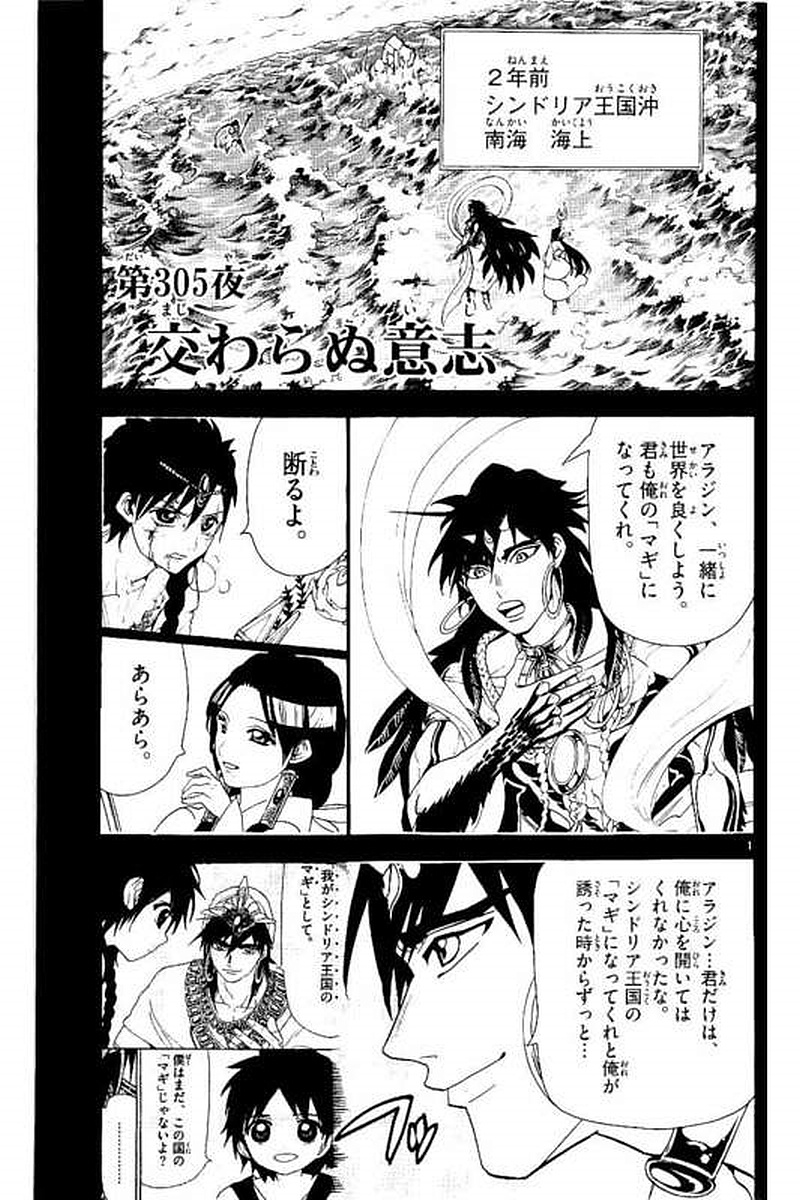 ２年前
シンドリア王国沖
南海　海上
第305夜
交わらぬ意志
アラジン、一緒に
世界を良くしよう。
君も俺の「マギ」に
なってくれ。
断るよ。
あらあら。
1
アラジン…君だけは、
俺に心を開いては
くれなかったな。
シンドリア王国の
「マギ」になってくれと俺が
誘った時からずっと…
フッ
我がシンドリア王国の
マギ」として。
僕はまだ、この国の
「マギ」じゃないよ？
…………